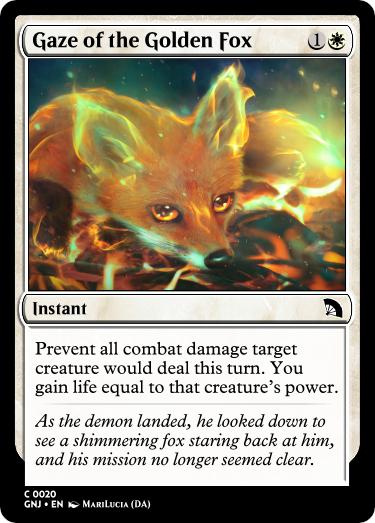 Gaze of the Golden Fox 1
Instant
Prevent all combat damage target
creature would deal this turn. You
gain life equal to that creature's power.
As the demon landed, he looked down to
see a shimmering fox staring back at him,
and his mission no longer seemed clear.
C 0020
GNJ • EN MariLucia (DA)